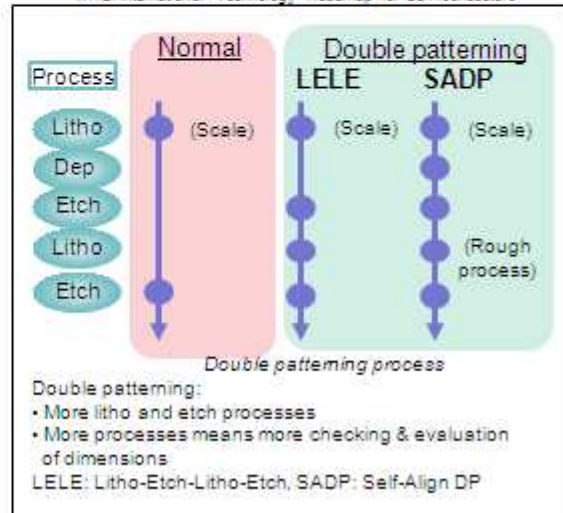 Normal
Double patterning
Process
LELE
SADP
Litho
(Scale)
(Scale)
(Scale)
Dep
Etch
Litho
(Rough
process)
Etch
Double patterning process
Double patterning:
• More litho and etch processes
• More processes means more checking & evaluation
of dimensions
LELE: Litho-Etch-Litho-Etch, SADP: Self-Align DP